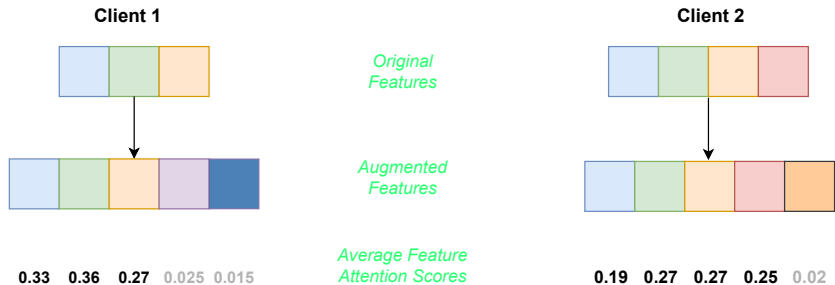 Client 1
Client 2
Original
Features
Augmented
Features
Average Feature
Attention Scores
0.33 0.36 0.27 0.025 0.015
0.19 0.27 0.27 0.25 0.02